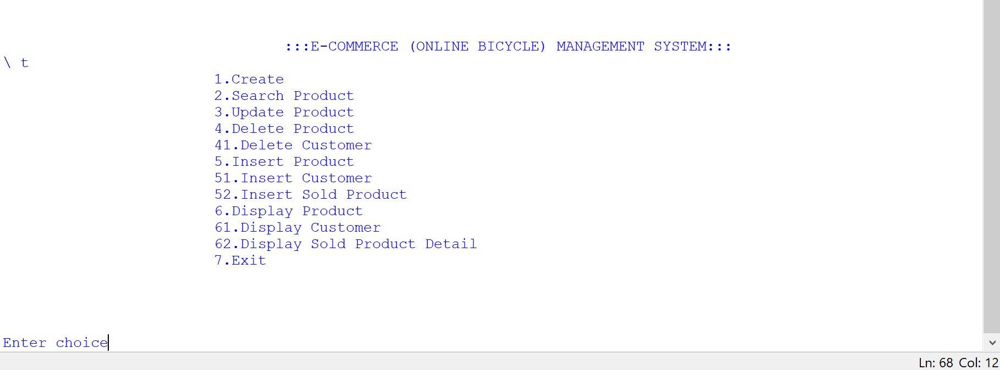 :::E-COMMERCE (ONLINE BICYCLE) MANAGEMENT SYSTEM:::
\ t
1.Create
2.Search Product
3.Update Product
4.Delete Product
41.Delete Customer
5.Insert Product
51.Insert Customer
52.Insert Sold Product
6.Display Product
61.Display Customer
62.Display Sold Product Detail
7.Exit
Enter choice
Ln: 68 Col: 12